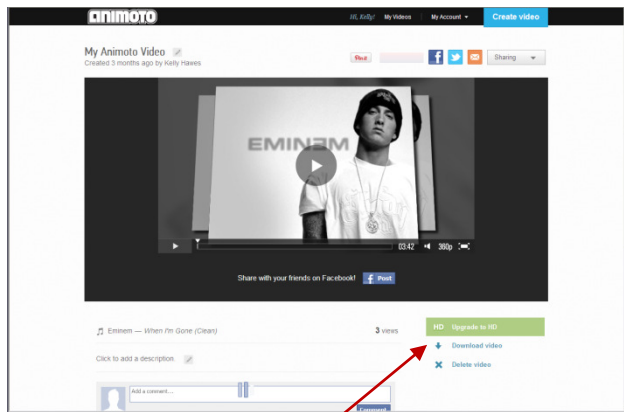 animoto
Hi, Kelly! My Videos My Account Create video
My Animoto Video
Created 3 months ago by Kelly Hawes
Pin it
Sharing
EMINEM
03:42 360p
Share with your friends on Facebook! Post
Eminem — When I'm Gone (Clean) 3 views
HD Upgrade to HD
Download video
Click to add a description
Delete video
Add a comment...
Comment